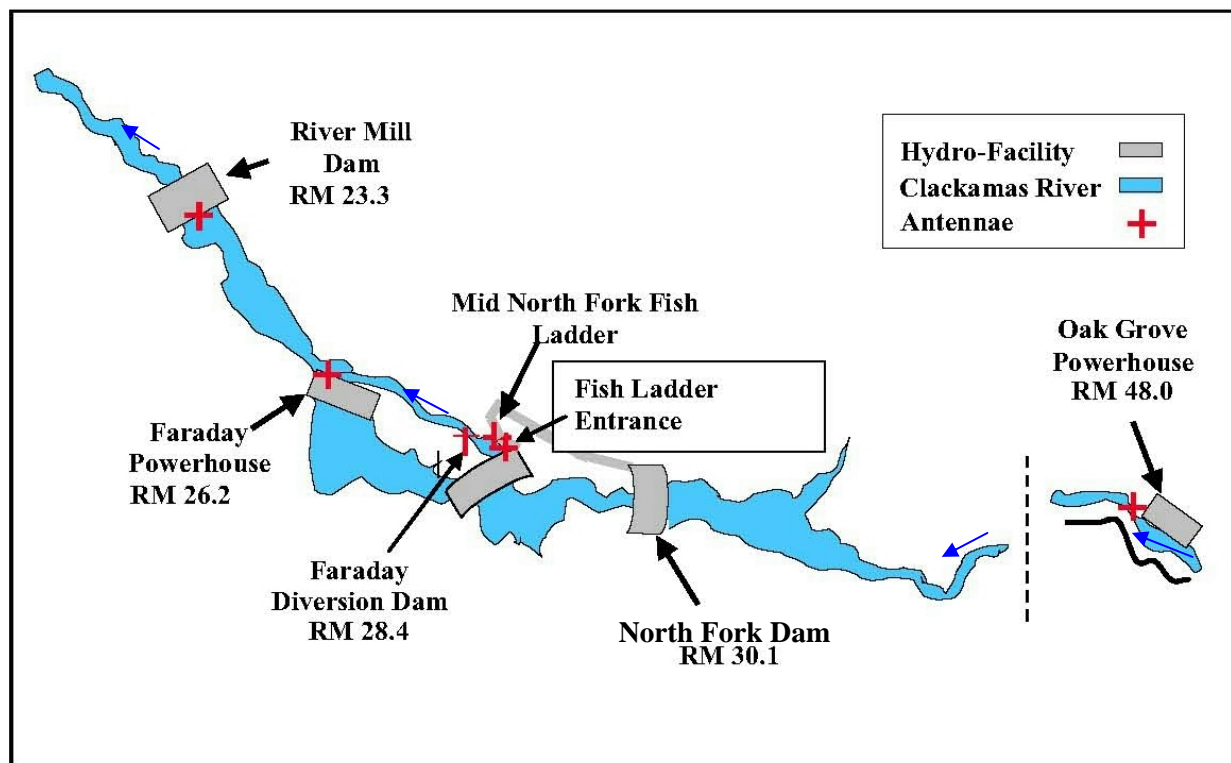 River Mill
Dam
RM 23.3
Hydro-Facility
Clackamas River
Antennae
Mid North Fork Fish
Ladder
Fish Ladder
Entrance
Oak Grove
Powerhouse
RM 48.0
Faraday
Powerhouse
RM 26.2
Faraday
Diversion Dam
RM 28.4
North Fork Dam
RM 30.1